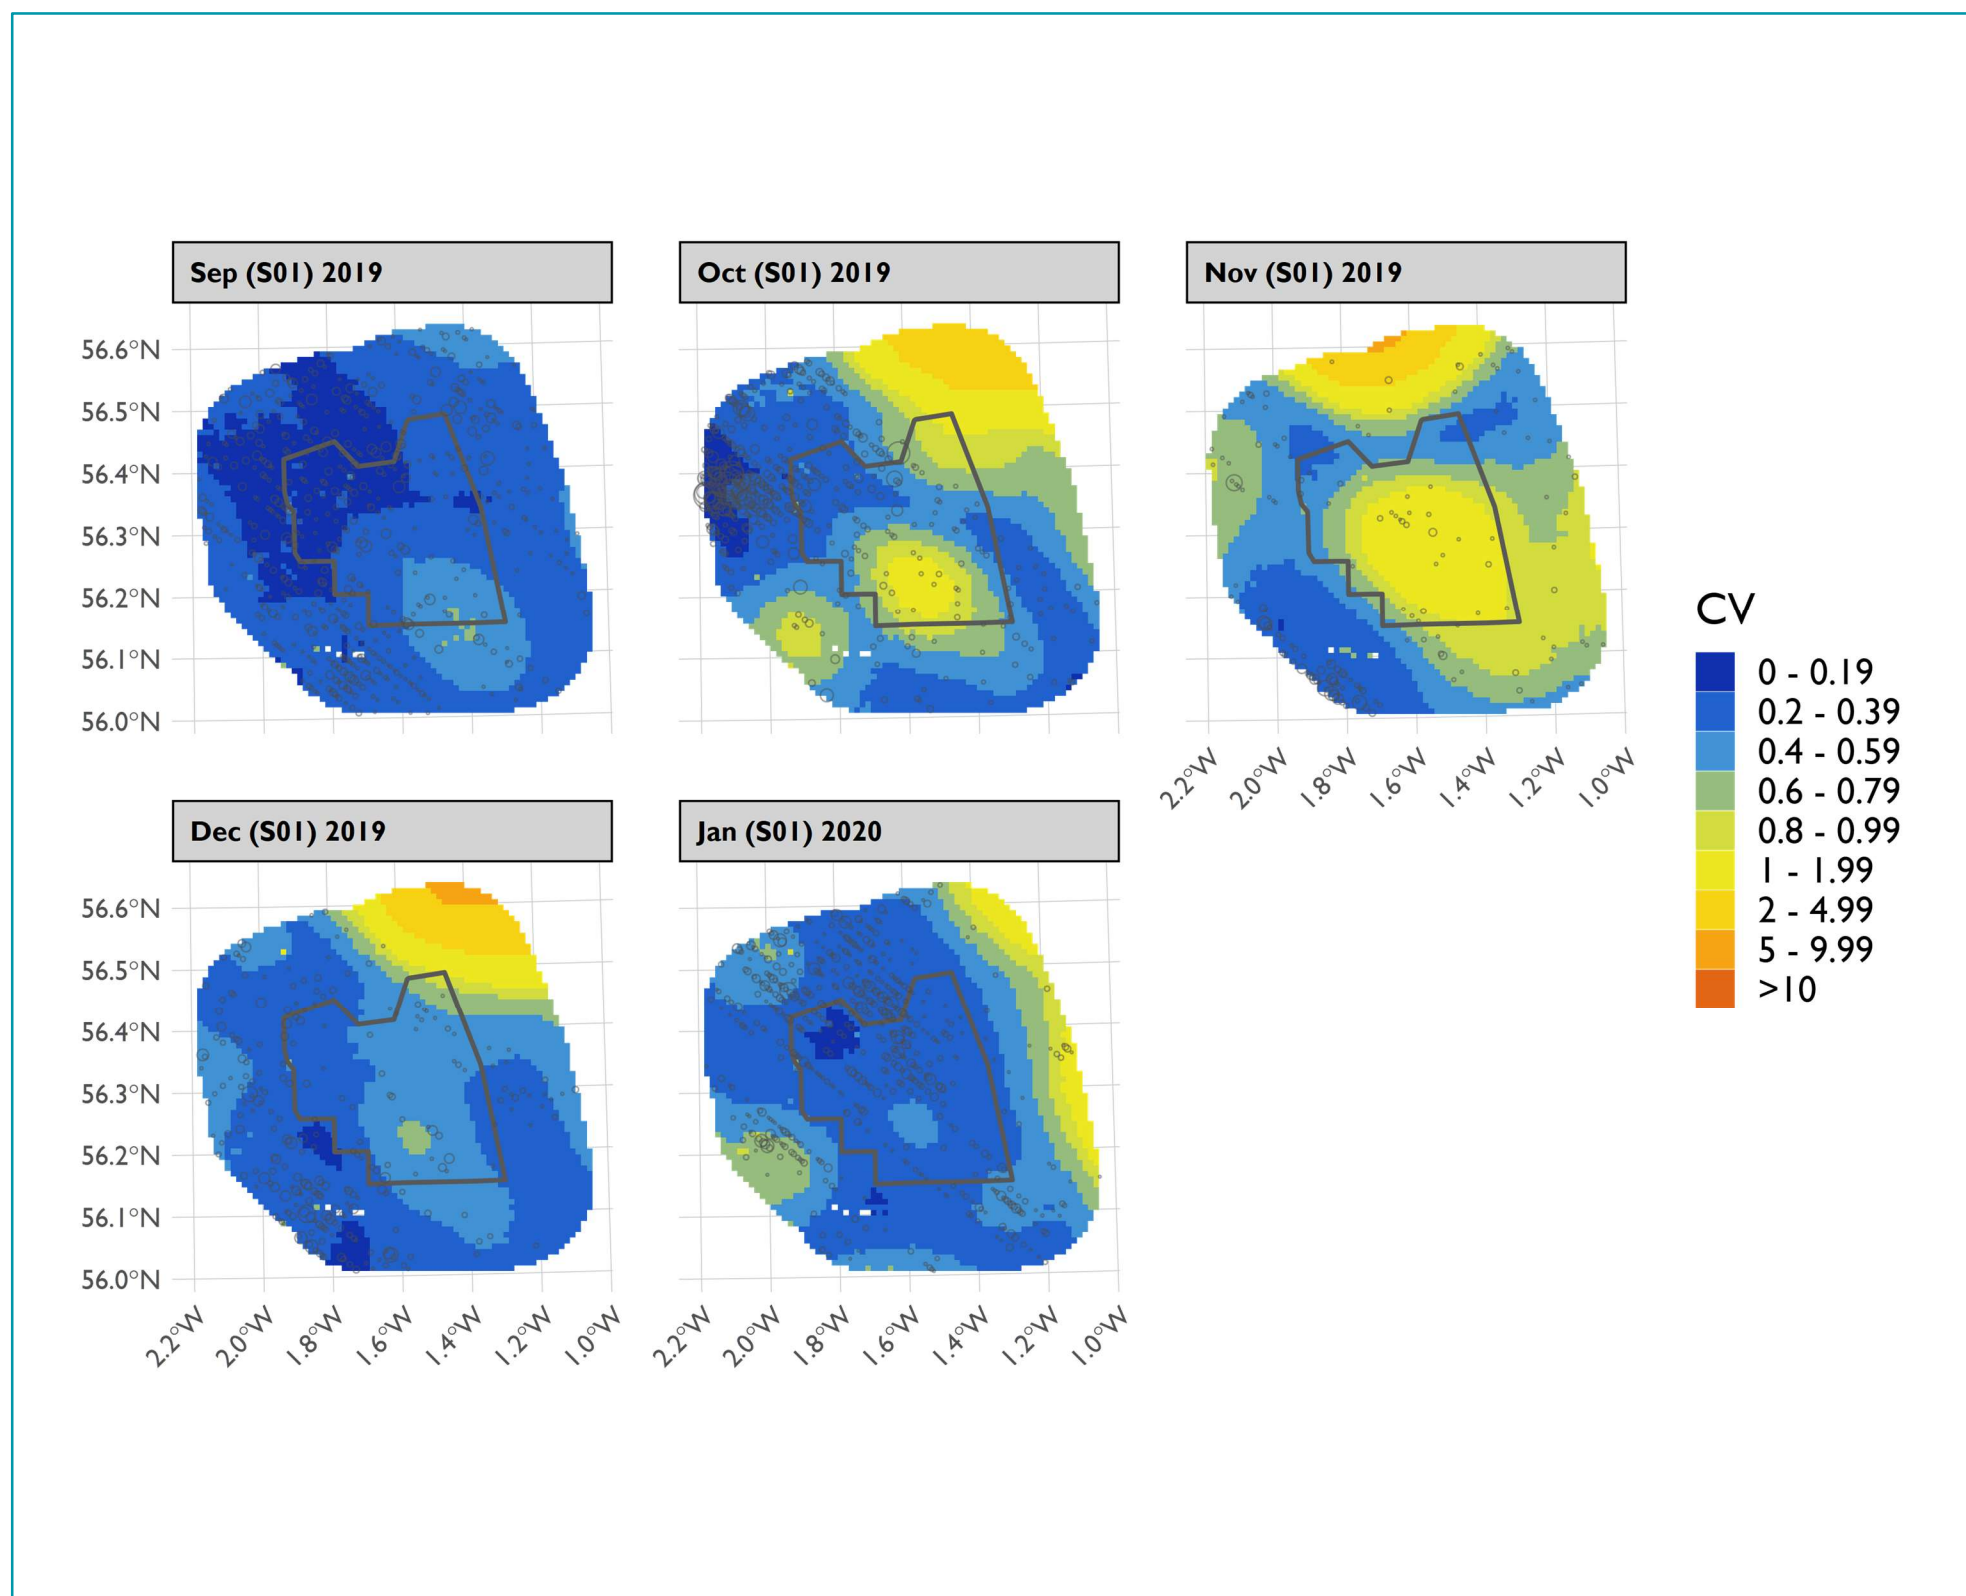 Sep (S01) 2019
Oct (S01) 2019
Nov (S01) 2019
56.6°N
56.5°N
56.4°N
56.3°N
56.2°N
56.1°N
56.0°N
2.2°W
2.0°W
1.8°W
1.6°W
1.4°W
1.2°W
1.0°W
CV
0 - 0.19
0.2 - 0.39
0.4 - 0.59
0.6 - 0.79
0.8 - 0.99
1 - 1.99
2 - 4.99
5 - 9.99
>10
Dec (S01) 2019
Jan (S01) 2020
56.6°N
56.5°N
56.4°N
56.3°N
56.2°N
56.1°N
56.0°N
2.2°W
2.0°W
1.8°W
1.6°W
1.4°W
1.2°W
1.0°W
2.2°W
2.0°W
1.8°W
1.6°W
1.4°W
1.2°W
1.0°W